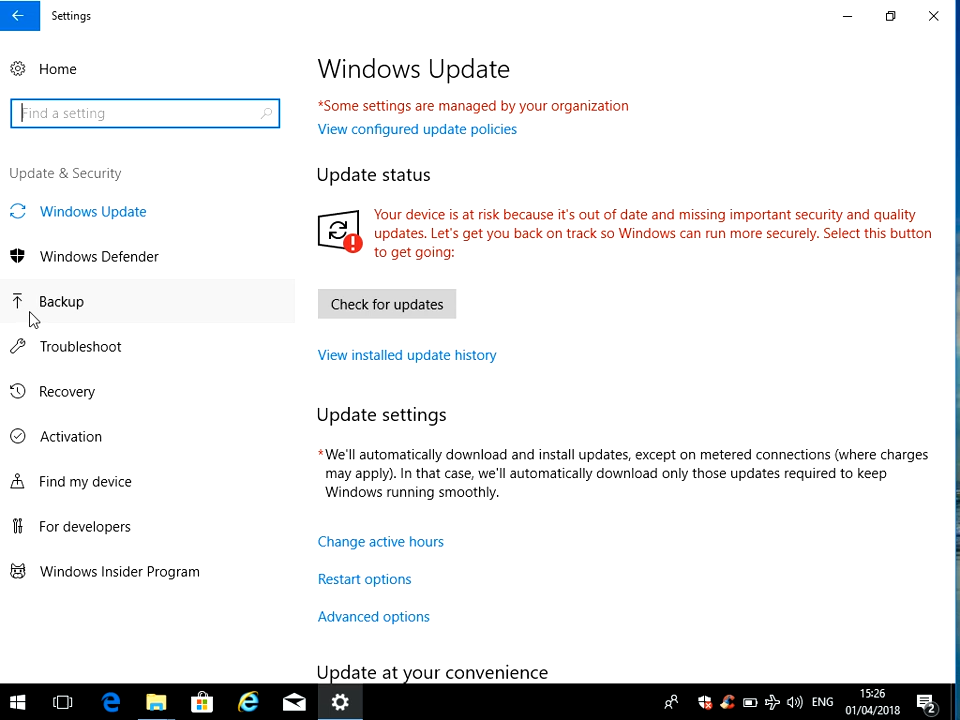 Settings
Home
Find a setting
Update & Security
Windows Update
Windows Defender
Backup
Troubleshoot
Recovery
Activation
Find my device
For developers
Windows Insider Program
Windows Update
*Some settings are managed by your organization
View configured update policies
Update status
Your device is at risk because it's out of date and missing important security and quality
updates. Let's get you back on track so Windows can run more securely. Select this button
to get going:
Check for updates
View installed update history
Update settings
*We'll automatically download and install updates, except on metered connections (where charges
may apply). In that case, we'll automatically download only those updates required to keep
Windows running smoothly.
Change active hours
Restart options
Advanced options
Update at your convenience
ENG
15:26
01/04/2018
2